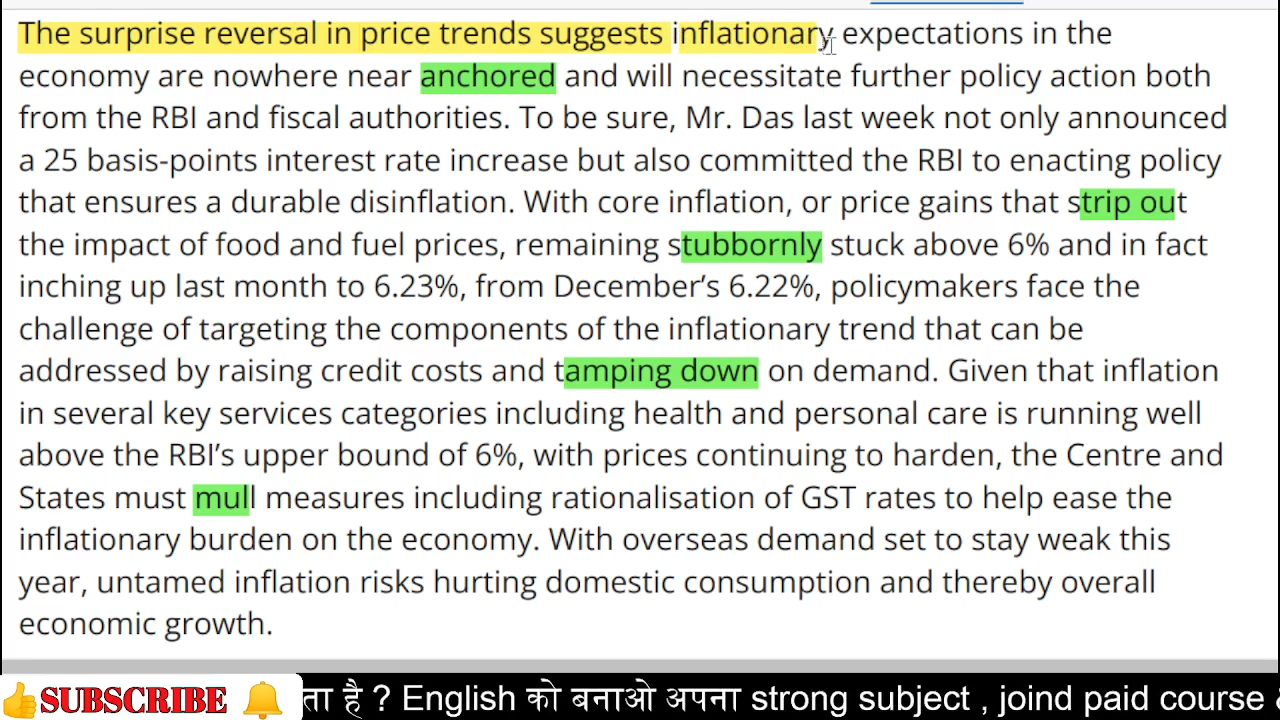 The surprise reversal in price trends suggests inflationary expectations in the
economy are nowhere near anchored and will necessitate further policy action both
from the RBI and fiscal authorities. To be sure, Mr. Das last week not only announced
a 25 basis-points interest rate increase but also committed the RBI to enacting policy
that ensures a durable disinflation. With core inflation, or price gains that strip out
the impact of food and fuel prices, remaining stubbornly stuck above 6% and in fact
inching up last month to 6.23%, from December’s 6.22%, policymakers face the
challenge of targeting the components of the inflationary trend that can be
addressed by raising credit costs and tamping down on demand. Given that inflation
in several key services categories including health and personal care is running well
above the RBI’s upper bound of 6%, with prices continuing to harden, the Centre and
States must mull measures including rationalisation of GST rates to help ease the
inflationary burden on the economy. With overseas demand set to stay weak this
year, untamed inflation risks hurting domestic consumption and thereby overall
economic growth.
SUBSCRIBE ता है ? English को बनाओ अपना strong subject , joind paid course